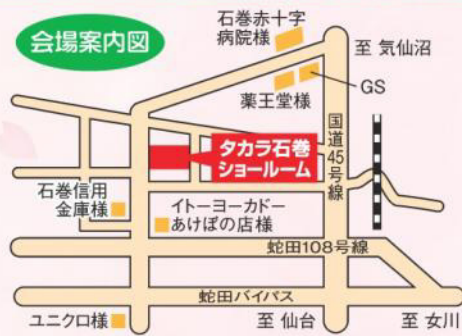 会場案内図
石巻赤十字
病院様
至 気仙沼
GS
薬王堂様
国道45号線
タカラ石巻
ショールーム
石巻信用
金庫様
イトーヨーカドー
あけぼの店様
蛇田108号線
蛇田バイパス
ユニクロ様
至 仙台
至 女川